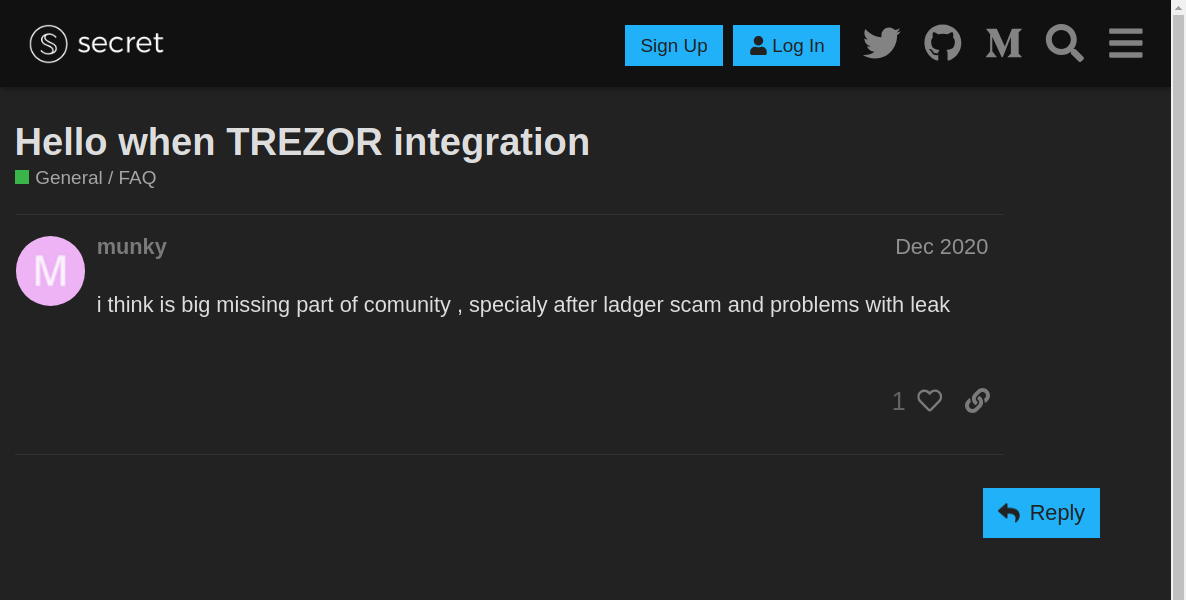 secret
Sign Up
Log In
Hello when TREZOR integration
General / FAQ
M
munky
Dec 2020
i think is big missing part of comunity , specialy after ladger scam and problems with leak
1
Reply